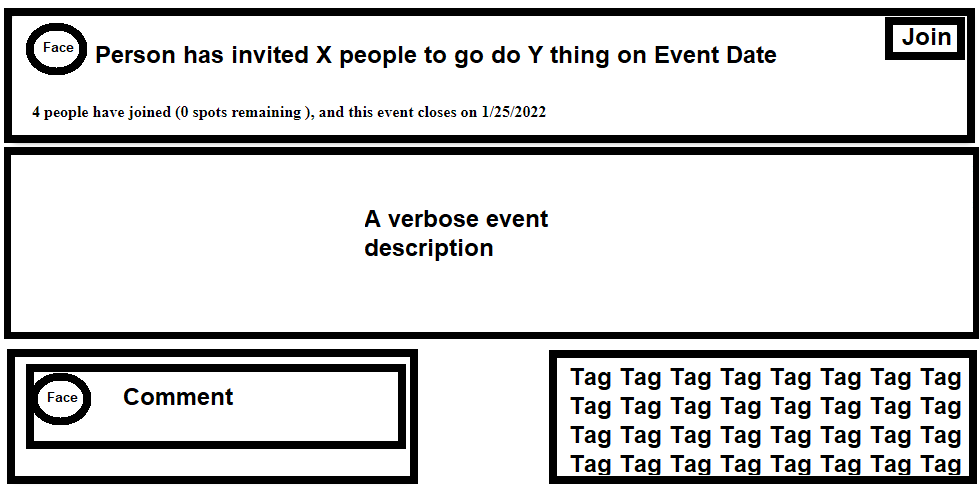 Face
Person has invited X people to go do Y thing on Event Date
Join
4 people have joined (0 spots remaining ), and this event closes on 1/25/2022
A verbose event
description
Face
Comment
Tag Tag Tag Tag Tag Tag Tag Tag
Tag Tag Tag Tag Tag Tag Tag Tag
Tag Tag Tag Tag Tag Tag Tag Tag
Tag Tag Tag Tag Tag Tag Tag Tag